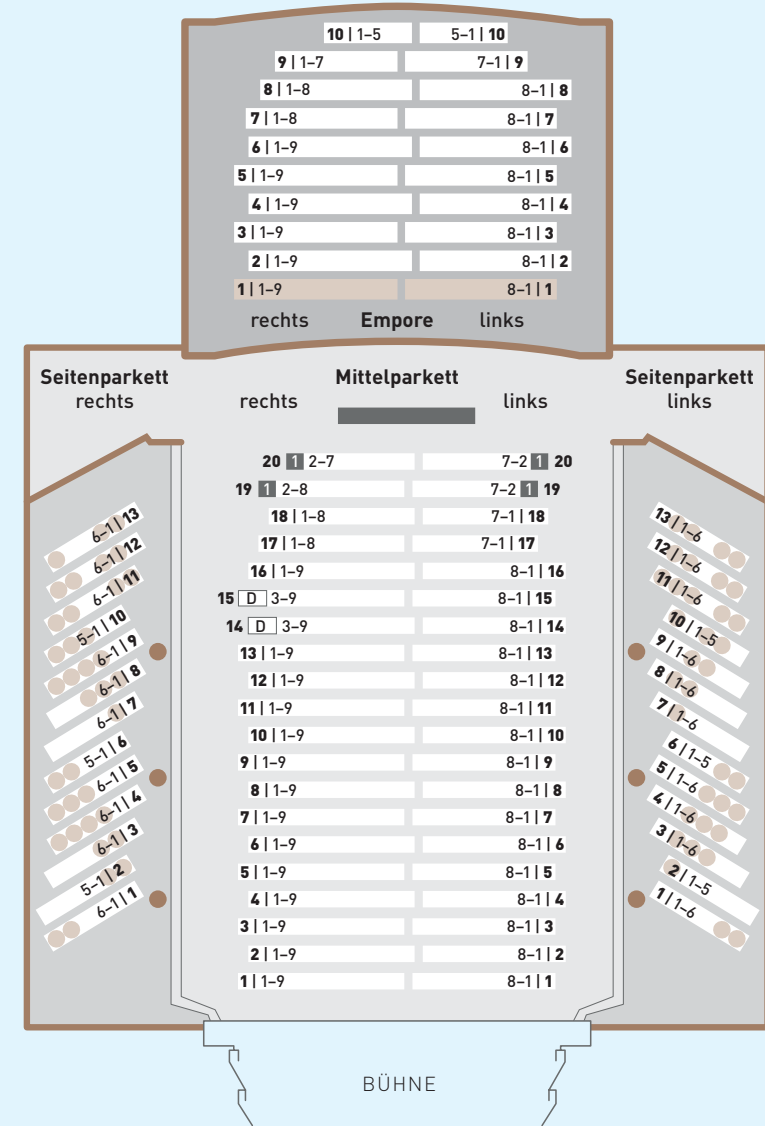 10 | 1–5 5–1 | 10
9 | 1–7 7–1 | 9
8 | 1–8 8–1 | 8
7 | 1–8 8–1 | 7
6 | 1–9 8–1 | 6
5 | 1–9 8–1 | 5
4 | 1–9 8–1 | 4
3 | 1–9 8–1 | 3
2 | 1–9 8–1 | 2
1 | 1–9 8–1 | 1
rechts Empore links
Seitenparkett
rechts
Mittelparkett
rechts links
Seitenparkett
links
20 1 2–7 7–2 1 20
19 1 2–8 7–2 1 19
18 | 1–8 7–1 | 18
17 | 1–8 7–1 | 17
16 | 1–9 8–1 | 16
15 D 3–9 8–1 | 15
14 D 3–9 8–1 | 14
13 | 1–9 8–1 | 13
12 | 1–9 8–1 | 12
11 | 1–9 8–1 | 11
10 | 1–9 8–1 | 10
9 | 1–9 8–1 | 9
8 | 1–9 8–1 | 8
7 | 1–9 8–1 | 7
6 | 1–9 8–1 | 6
5 | 1–9 8–1 | 5
4 | 1–9 8–1 | 4
3 | 1–9 8–1 | 3
2 | 1–9 8–1 | 2
1 | 1–9 8–1 | 1
6–1 | 13
6–1 | 12
6–1 | 11
5–1 | 10
6–1 | 9
6–1 | 8
6–1 | 7
5–1 | 6
6–1 | 5
6–1 | 4
6–1 | 3
5–1 | 2
6–1 | 1
13 | 1–6
12 | 1–6
11 | 1–6
10 | 1–5
9 | 1–6
8 | 1–6
7 | 1–6
6 | 1–5
5 | 1–6
4 | 1–6
3 | 1–6
2 | 1–5
1 | 1–6
BÜHNE